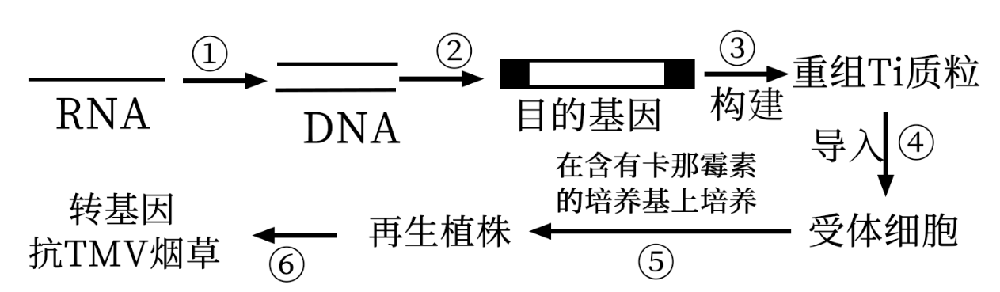 ① ② ③
RNA DNA 目的基因 构建 重组Ti质粒
导入 ④
在含有卡那霉素
的培养基上培养
受体细胞
⑤
再生植株
⑥
转基因
抗TMV烟草